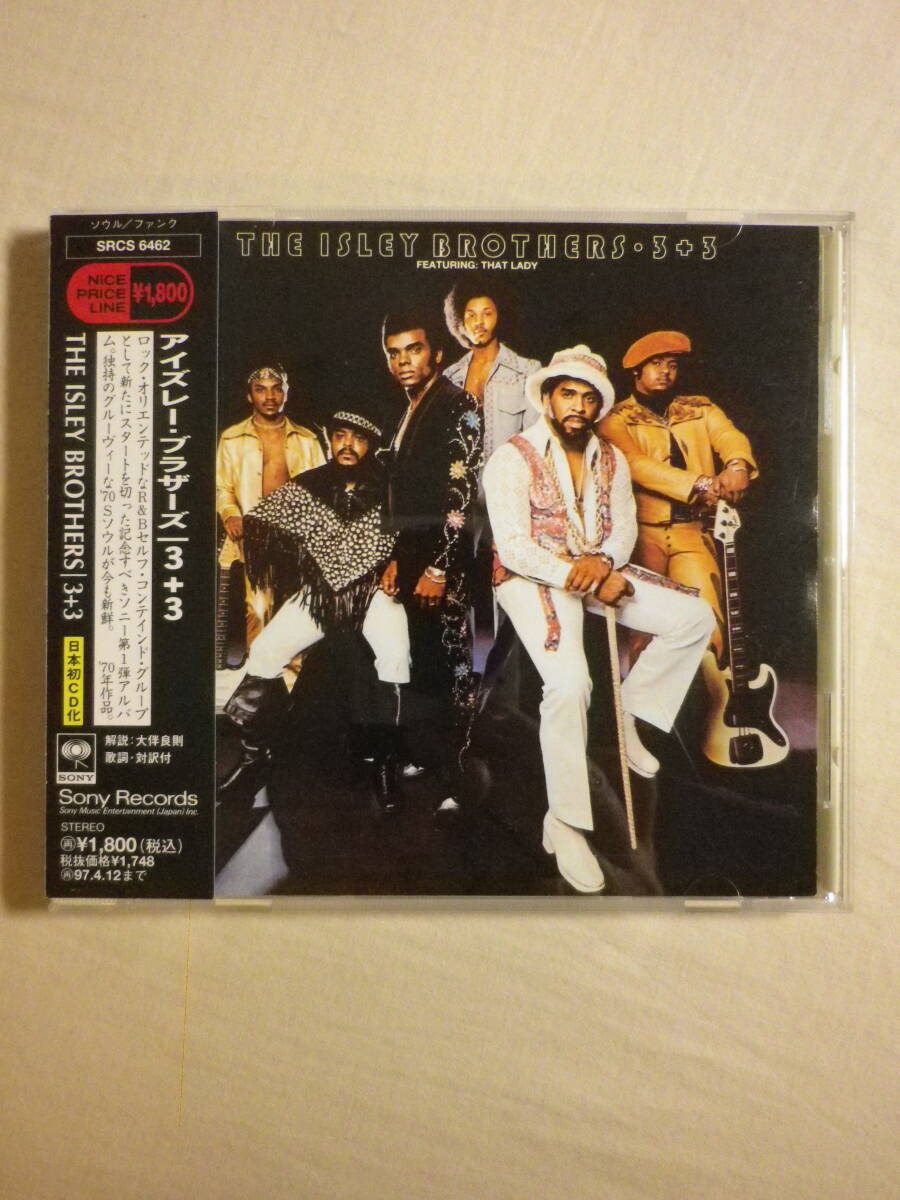 ソウル/ファンク
SRCS 6462
NICE
PRICE
LINE
¥1,800
アイズレー・ブラザーズ|3+3
ロック・オリエンテッドなR&Bセルフ・コンテインド・グループ
として新たにスタートを切った記念すべきソニー第1弾アルバ
ム。独持のグルーヴィーな'70Sソウルが今も新鮮。 '70年作品。
THE ISLEY BROTHERS|3+3
日本初CD化
SONY
解説:大伴良則
歌詞・対訳付
Sony Records
Sony Music Entertainment (Japan) Inc.
STEREO
再¥1,800(税込)
税抜価格¥1,748
再97.4.12まで
THE ISLEY BROTHERS・3+3
FEATURING: THAT LADY